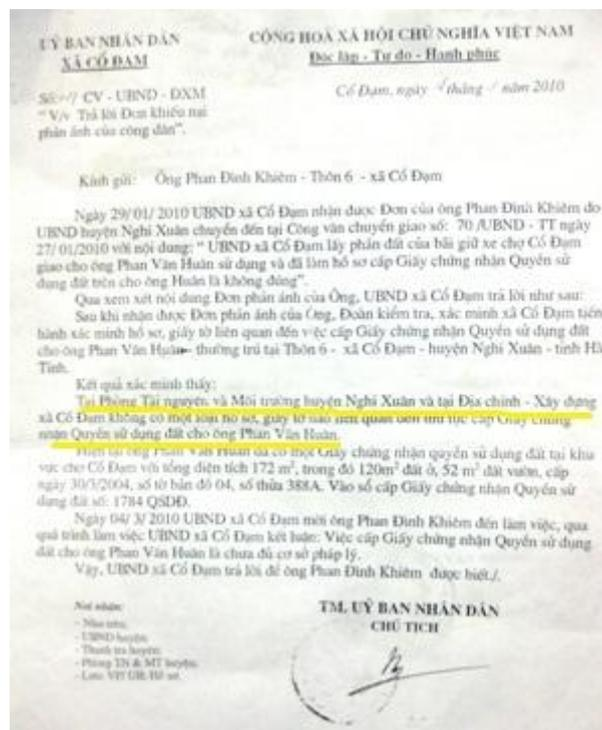 UỶ BAN NHÂN DÂN
XÃ CỔ ĐẠM
CỘNG HOÀ XÃ HỘI CHỦ NGHĨA VIỆT NAM
Độc lập - Tự do - Hạnh phúc
CV - UBND - ĐXM
"V/v Trả lời Đơn khiếu nại
phản ánh của công dân".
Cổ Đạm, ngày tháng năm 2010
Kính gửi: Ông Phan Đình Khiêm - Thôn 6 - xã Cổ Đạm
Ngày 29/ 01/ 2010 UBND xã Cổ Đạm nhận được Đơn của ông Phan Đình Khiêm do
UBND huyện Nghi Xuân chuyển đến tại Công văn chuyển giao số: 70 /UBND - TT ngày
27/ 01/2010 với nội dung: " UBND xã Cổ Đạm lấy phần đất của bãi giữ xe chợ Cổ Đạm
giao cho ông Phan Văn Huân sử dụng và đã làm hồ sơ cấp Giấy chứng nhận Quyền sử
dụng đất trên cho ông Huân là không đúng".
Qua xem xét nội dung Đơn phản ánh của Ông, UBND xã Cổ Đạm trả lời như sau:
Sau khi nhận được Đơn phản ánh của Ông, Đoàn kiểm tra, xác minh xã Cổ Đạm tiến
hành xác minh hồ sơ, giấy tờ liên quan đến việc cấp Giấy chứng nhận Quyền sử dụng đất
cho ông Phan Văn Huân - thường trú tại Thôn 6 - xã Cổ Đạm - huyện Nghi Xuân - tỉnh Hà
Tĩnh.
Kết quả xác minh thấy:
Tại Phòng Tài nguyên và Môi trường huyện Nghi Xuân và tại Địa chính - Xây dựng
xã Cổ Đạm không có một loại hồ sơ, giấy tờ nào liên quan đến thủ tục cấp Giấy chứng
nhận Quyền sử dụng đất cho ông Phan Văn Huân.
Hiện tại ông Phan Văn Huân đã có một Giấy chứng nhận quyền sử dụng đất tại khu
vực chợ Cổ Đạm với tổng diện tích 172 m², trong đó 120m² đất ở, 52 m² đất vườn, cấp
ngày 30/3/2004, số tờ bản đồ 04, số thửa 388A. Vào sổ cấp Giấy chứng nhận Quyền sử
dụng đất số: 1784 QSDĐ.
Ngày 04/ 3/ 2010 UBND xã Cổ Đạm mời ông Phan Đình Khiêm đến làm việc, qua
quá trình làm việc UBND xã Cổ Đạm kết luận: Việc cấp Giấy chứng nhận Quyền sử dụng
đất cho ông Phan Văn Huân là chưa đủ cơ sở pháp lý.
Vậy, UBND xã Cổ Đạm trả lời để ông Phan Đình Khiêm được biết./.
Nơi nhận:
- Như trên;
- UBND huyện;
- Thanh tra huyện;
- Phòng TN & MT huyện;
- Lưu: VP/ UB, Hồ sơ.
TM. UỶ BAN NHÂN DÂN
CHỦ TỊCH